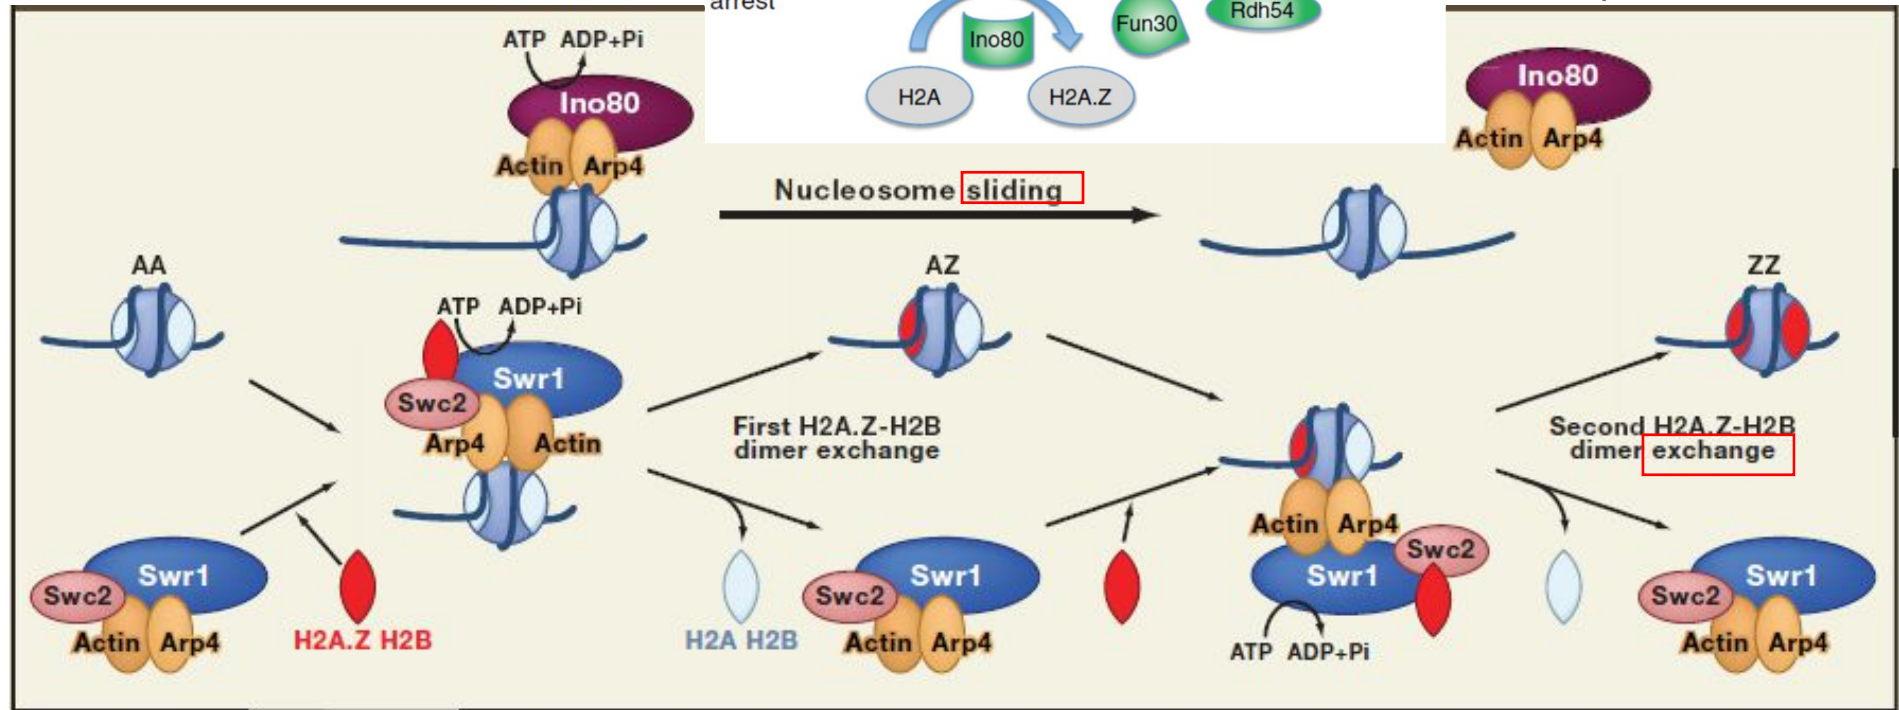 arrest
Ino80
Fun30
Rdh54
H2A
H2A.Z
ATP ADP+Pi
Ino80
Actin Arp4
Nucleosome sliding
Ino80
Actin Arp4
AA
ATP ADP+Pi
Swr1
Swc2
Arp4 Actin
AZ
First H2A.Z-H2B
dimer exchange
ZZ
Second H2A.Z-H2B
dimer exchange
Swr1
Swc2
Actin Arp4
H2A.Z H2B
H2A H2B
Swr1
Swc2
Actin Arp4
Actin Arp4
Swc2
Swr1
ATP ADP+Pi
Swr1
Swc2
Actin Arp4